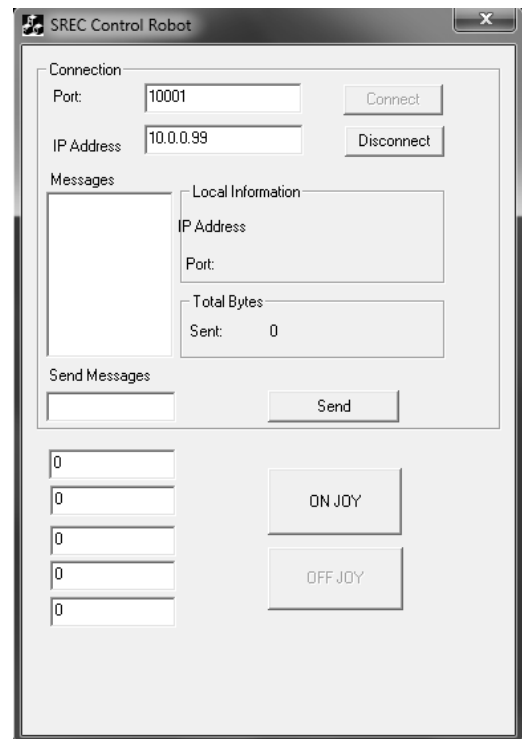 SREC Control Robot
Connection
Port: 10001 Connect
IP Address 10.0.0.99 Disconnect
Messages
Local Information
IP Address
Port:
Total Bytes
Sent: 0
Send Messages
Send
0
0
0
0
0
ON JOY
OFF JOY